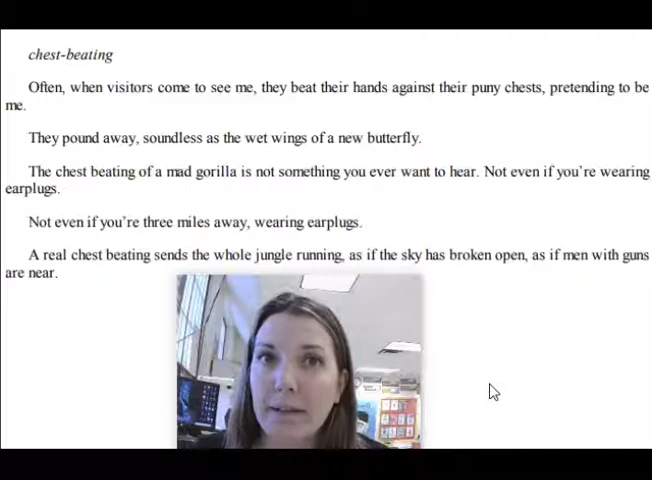 chest-beating
Often, when visitors come to see me, they beat their hands against their puny chests, pretending to be
me.
They pound away, soundless as the wet wings of a new butterfly.
The chest beating of a mad gorilla is not something you ever want to hear. Not even if you're wearing
earplugs.
Not even if you're three miles away, wearing earplugs.
A real chest beating sends the whole jungle running, as if the sky has broken open, as if men with guns
are near.